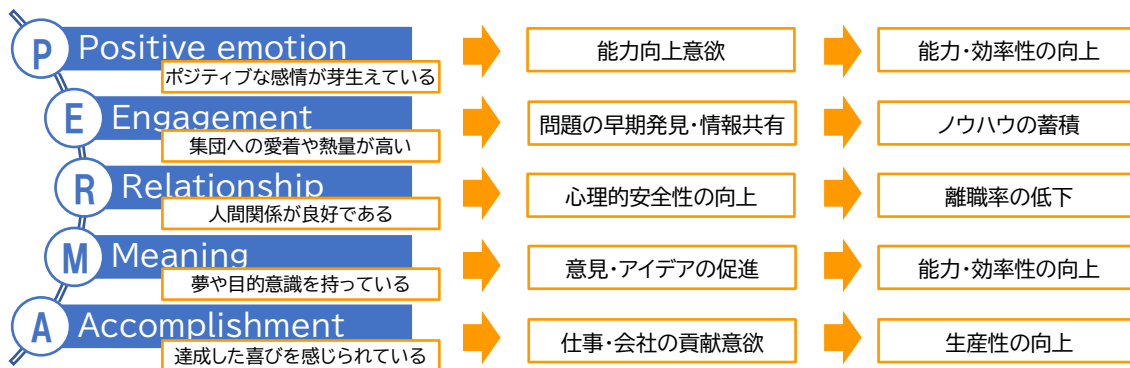 P Positive emotion
ポジティブな感情が芽生えている
能力向上意欲
能力・効率性の向上
E Engagement
集団への愛着や熱量が高い
問題の早期発見・情報共有
ノウハウの蓄積
R Relationship
人間関係が良好である
心理的安全性の向上
離職率の低下
M Meaning
夢や目的意識を持っている
意見・アイデアの促進
能力・効率性の向上
A Accomplishment
達成した喜びを感じられている
仕事・会社の貢献意欲
生産性の向上